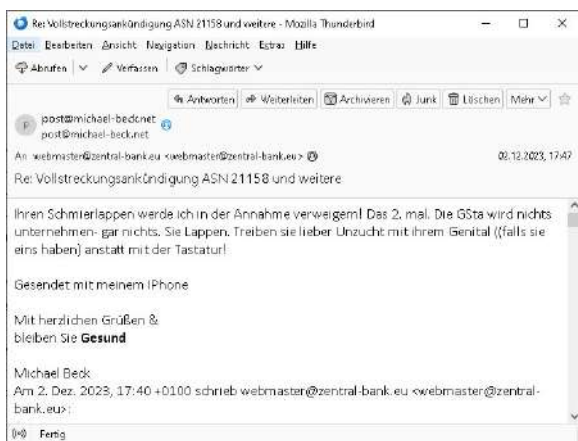 Re: Vollstreckungsankündigung ASN 21158 und weitere - Mozilla Thunderbird
Datei Bearbeiten Ansicht Navigation Nachricht Extras Hilfe
Abrufen Verfassen Schlagwörter
Antworten Weiterleiten Archivieren Junk Löschen Mehr
P
post@michael-beck.net
post@michael-beck.net
An webmaster@zentral-bank.eu <webmaster@zentral-bank.eu> 02.12.2023, 17:47
Re: Vollstreckungsankündigung ASN 21158 und weitere
Ihren Schmierlappen werde ich in der Annahme verweigern! Das 2. mal. Die GSta wird nichts
unternehmen- gar nichts. Sie Lappen. Treiben sie lieber Unzucht mit ihrem Genital ((falls sie
eins haben) anstatt mit der Tastatur!
Gesendet mit meinem IPhone
Mit herzlichen Grüßen &
bleiben Sie Gesund
Michael Beck
Am 2. Dez. 2023, 17:40 +0100 schrieb webmaster@zentral-bank.eu <webmaster@zentral-
bank.eu>:
Fertig